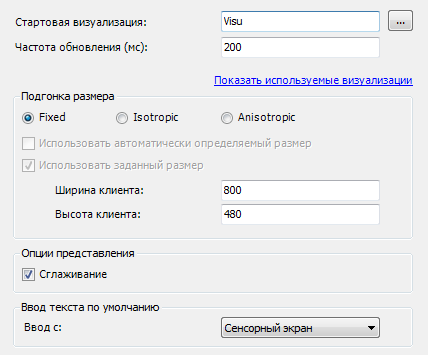 Стартовая визуализация: Visu ...
Частота обновления (мс): 200
Показать используемые визуализации
Подгонка размера
Fixed Isotropic Anisotropic
Использовать автоматически определяемый размер
Использовать заданный размер
Ширина клиента: 800
Высота клиента: 480
Опции представления
Сглаживание
Ввод текста по умолчанию
Ввод с: Сенсорный экран